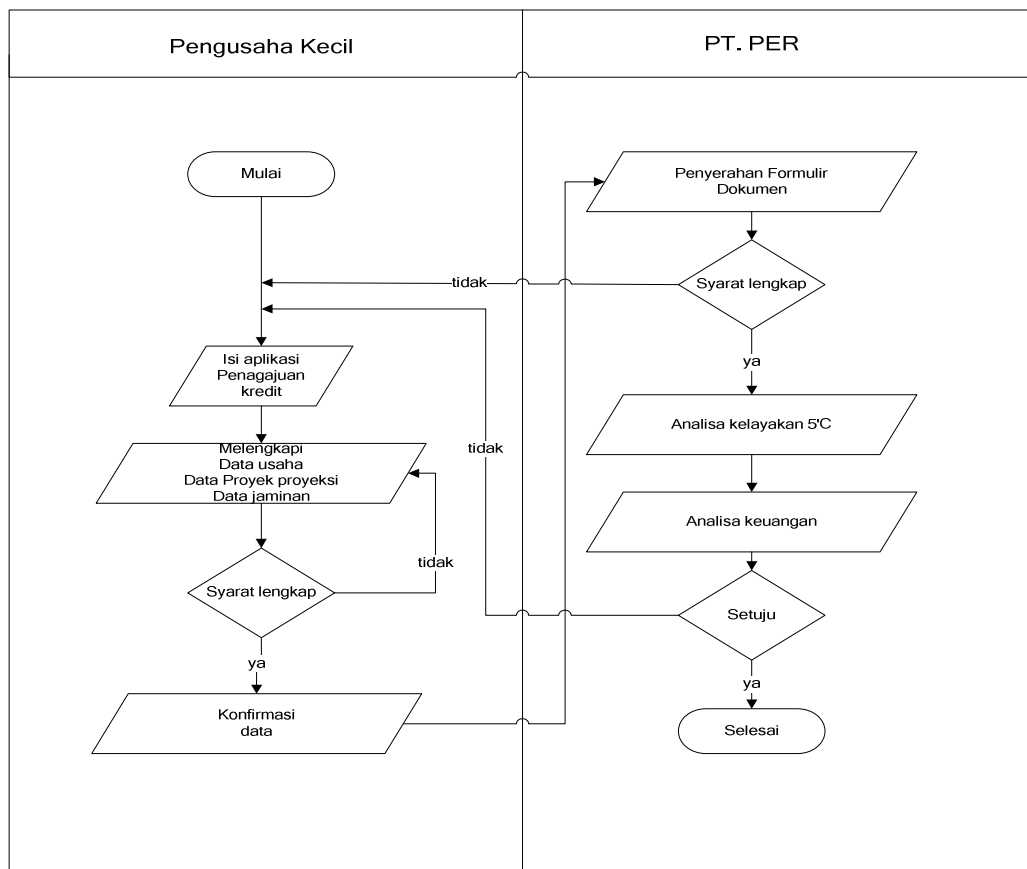 Pengusaha Kecil
PT. PER
Mulai
tidak
Isi aplikasi
Penagajuan
kredit
Melengkapi
Data usaha
Data Proyek proyeksi
Data jaminan
tidak
Syarat lengkap
ya
Konfirmasi
data
Penyerahan Formulir
Dokumen
Syarat lengkap
ya
Analisa kelayakan 5'C
tidak
Analisa keuangan
Setuju
ya
Selesai